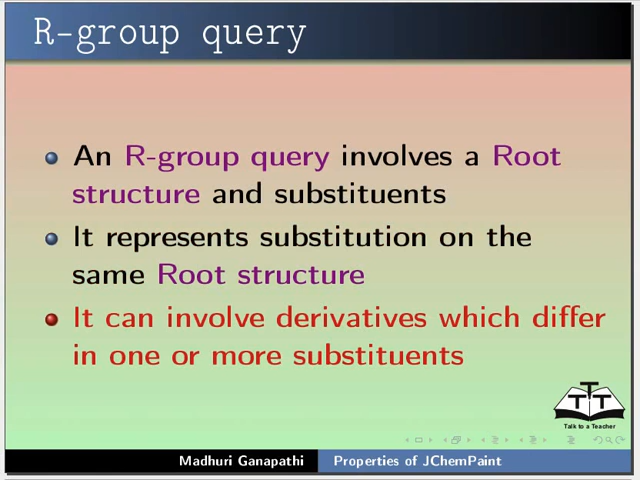 R-group query
An R-group query involves a Root
structure and substituents
It represents substitution on the
same Root structure
It can involve derivatives which differ
in one or more substituents
TTT
Talk to a Teacher
Madhuri Ganapathi Properties of JChemPaint